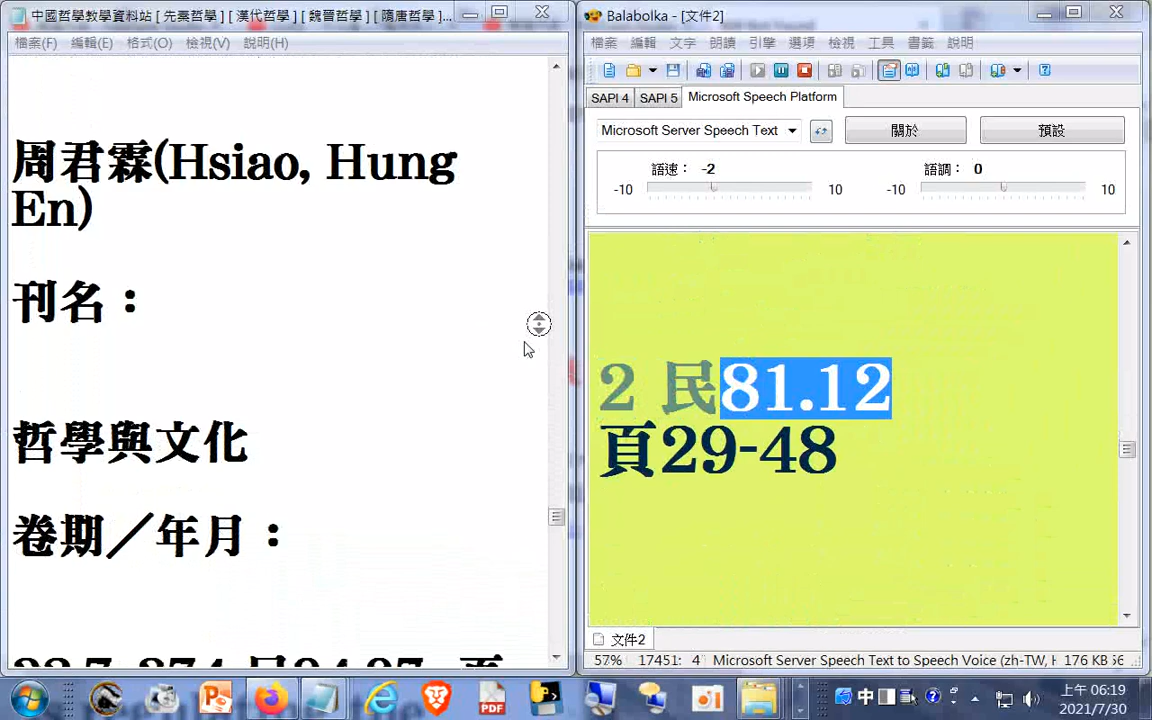 中國哲學教學資料站 [ 先秦哲學 ] [ 漢代哲學 ] [ 魏晉哲學 ] [ 隋唐哲學 ]...
檔案(F) 編輯(E) 格式(O) 檢視(V) 說明(H)
周君霖(Hsiao, Hung
En)
刊名：
哲學與文化
卷期／年月：
Balabolka - [文件2]
檔案 編輯 文字 朗讀 引擎 選項 檢視 工具 書籤 說明
SAPI 4 SAPI 5 Microsoft Speech Platform
Microsoft Server Speech Text 關於 預設
語速： -2 語調： 0
-10 10 -10 10
2 民81.12
頁29-48
文件2
57% 17451: 4 Microsoft Server Speech Text to Speech Voice (zh-TW, H 176 KB
中
上午 06:19
2021/7/30